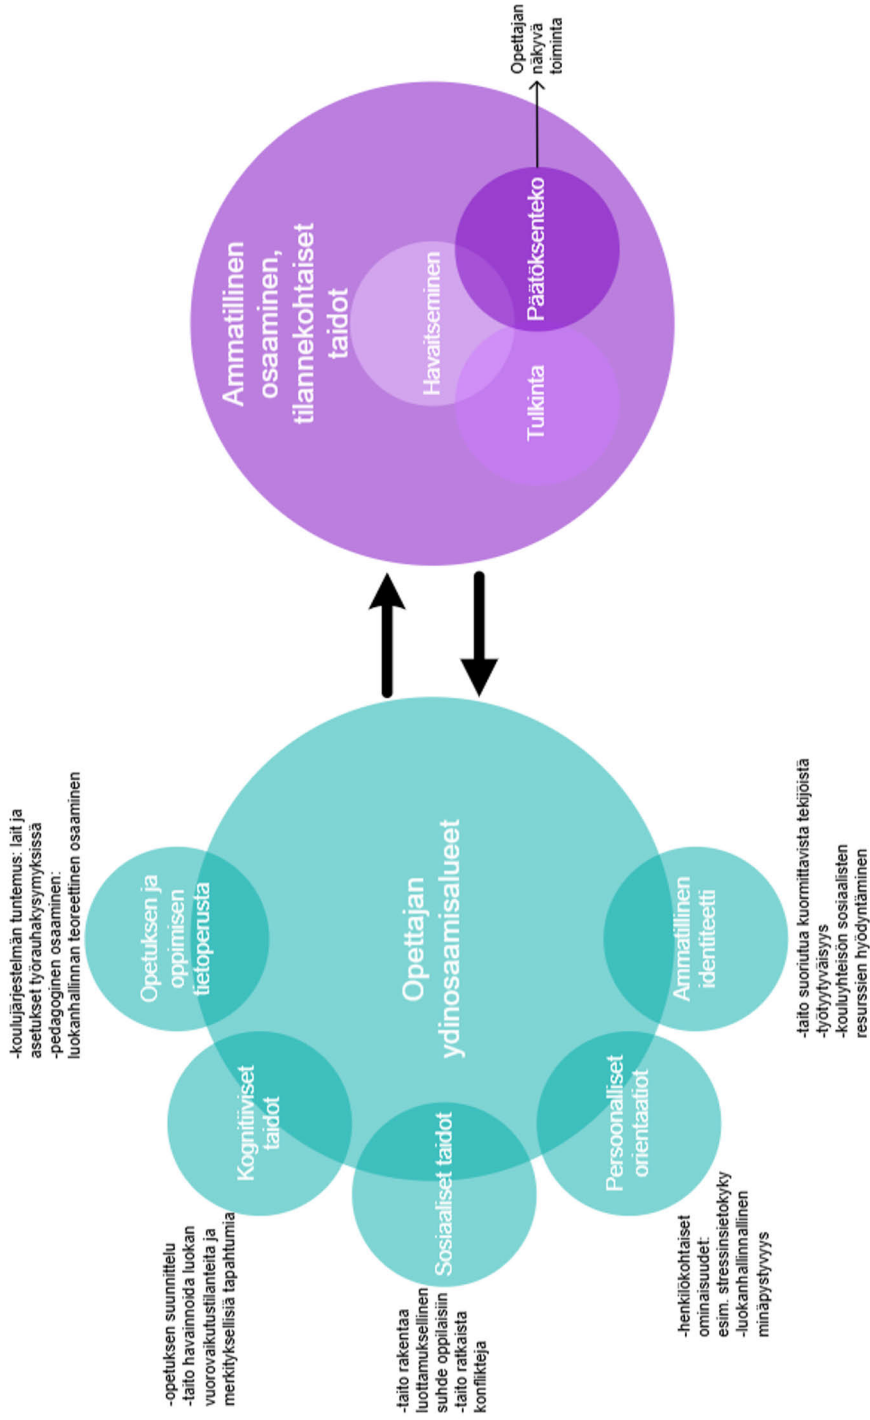 -koulujärjestelmän tuntemus: lait ja
asetukset työrauhakysymyksissä
-pedagoginen osaaminen:
luokanhallinnan teoreettinen osaaminen
Opetuksen ja
oppimisen
tietoperusta
-opetuksen suunnittelu
-taito havainnoida luokan
vuorovaikutustilanteita ja
merkityksellisiä tapahtumia
Kognitiiviset
taidot
-taito rakentaa
luottamuksellinen
suhde oppilaisiin
-taito ratkaista
konflikteja
Sosiaaliset taidot
-henkilökohtaiset
ominaisuudet:
esim. stressinsietokyky
-luokanhallinnallinen
minäpystyvyys
Persoonalliset
orientaatiot
Ammatillinen
identiteetti
-taito suoriutua kuormittavista tekijöistä
-työtyytyväisyys
-kouluyhteisön sosiaalisten
resurssien hyödyntäminen
Opettajan
ydinosaamisalueet
Ammatillinen
osaaminen,
tilannekohtaiset
taidot
Havaitseminen
Tulkinta
Päätöksenteko
Opettajan
näkyvä
toiminta